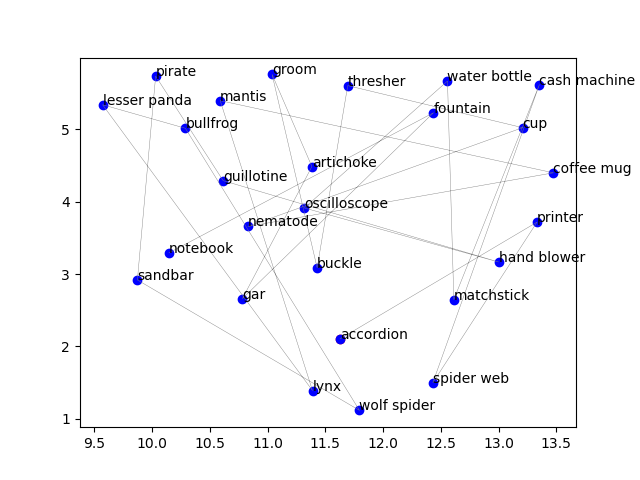 pirate
groom
thresher
water bottle
cash machine
lesser panda
mantis
fountain
bullfrog
cup
artichoke
coffee mug
guillotine
oscilloscope
nematode
printer
notebook
hand blower
sandbar
buckle
gar
matchstick
accordion
lynx
spider web
wolf spider
5
4
3
2
1
9.5 10.0 10.5 11.0 11.5 12.0 12.5 13.0 13.5